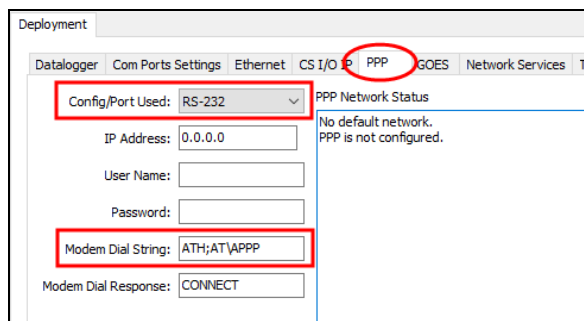 Deployment
Datalogger Com Ports Settings Ethernet CS I/O IP PPP GOES Network Services
Config/Port Used: RS-232
PPP Network Status
No default network.
PPP is not configured.
IP Address: 0.0.0.0
User Name:
Password:
Modem Dial String: ATH;AT\APPP
Modem Dial Response: CONNECT